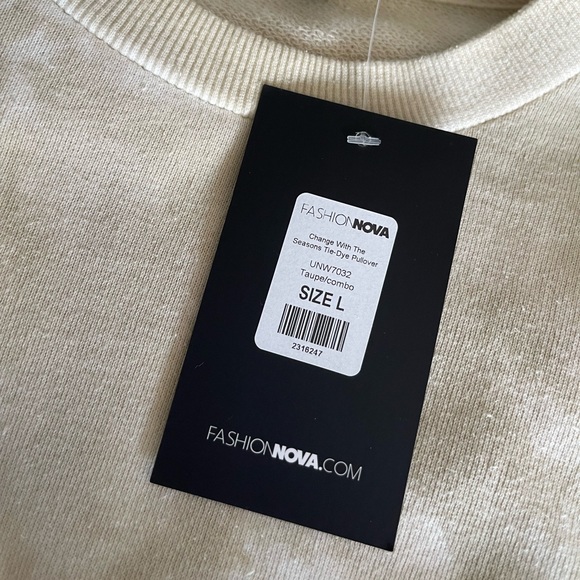 FASHIONNOVA
Change With The
Seasons Tie-Dye Pullover
UNW7032
Taupe/combo
SIZE L
2316247
FASHIONNOVA.COM